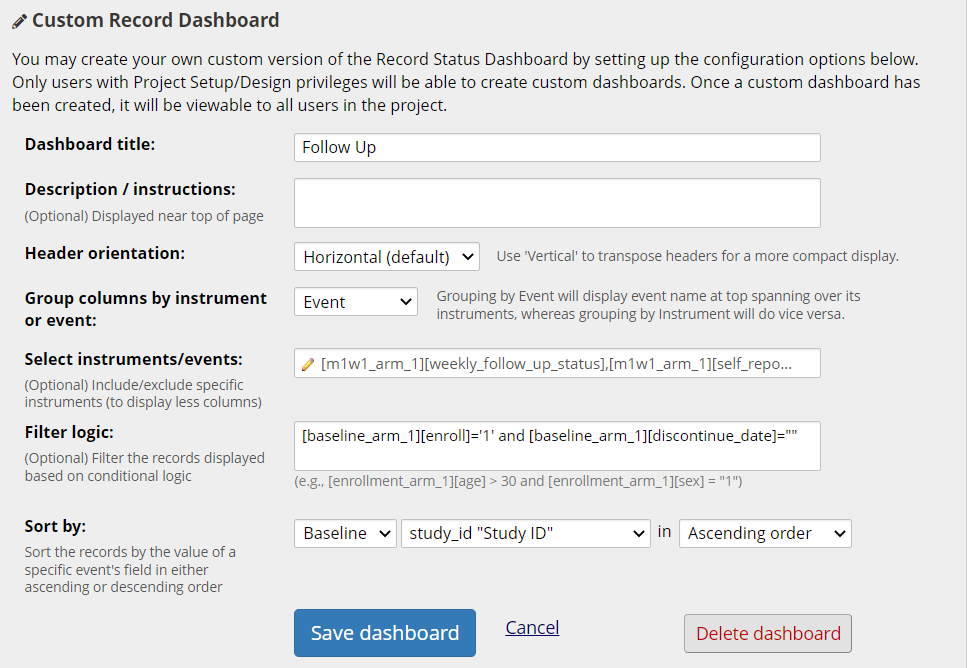 Custom Record Dashboard
You may create your own custom version of the Record Status Dashboard by setting up the configuration options below.
Only users with Project Setup/Design privileges will be able to create custom dashboards. Once a custom dashboard has
been created, it will be viewable to all users in the project.
Dashboard title:
Follow Up
Description / instructions:
(Optional) Displayed near top of page
Header orientation:
Horizontal (default)
Use 'Vertical' to transpose headers for a more compact display.
Group columns by instrument
or event:
Event
Grouping by Event will display event name at top spanning over its
instruments, whereas grouping by Instrument will do vice versa.
Select instruments/events:
(Optional) Include/exclude specific
instruments (to display less columns)
[m1w1_arm_1][weekly_follow_up_status],[m1w1_arm_1][self_repo...
Filter logic:
(Optional) Filter the records displayed
based on conditional logic
[baseline_arm_1][enroll]='1' and [baseline_arm_1][discontinue_date]=""
(e.g., [enrollment_arm_1][age] > 30 and [enrollment_arm_1][sex] = "1")
Sort by:
Sort the records by the value of a
specific event's field in either
ascending or descending order
Baseline
study_id "Study ID"
in
Ascending order
Save dashboard
Cancel
Delete dashboard